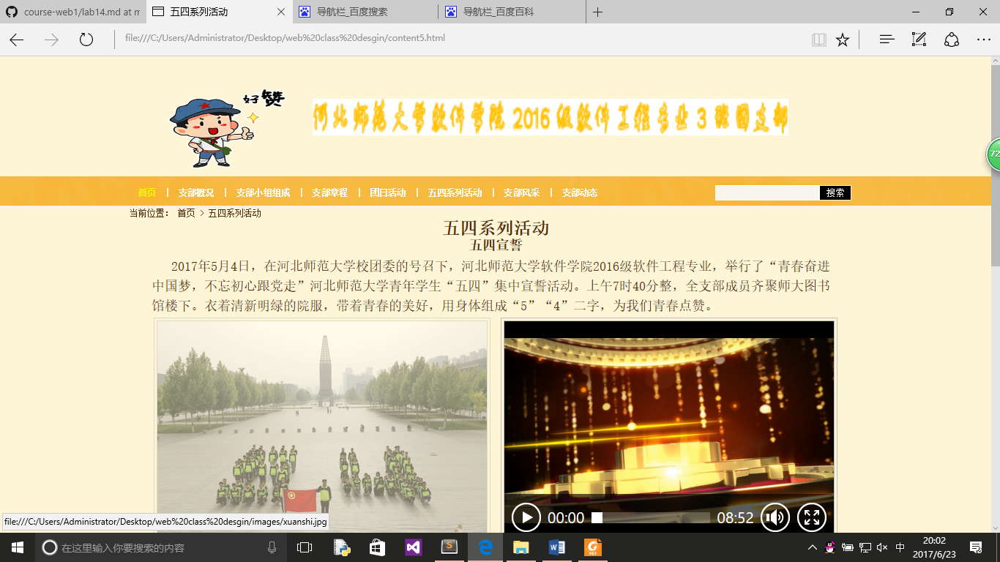 course-web1/lab14.md at m
五四系列活动
导航栏_百度搜索
导航栏_百度百科
file:///C:/Users/Administrator/Desktop/web%20class%20desgin/content5.html
好赞
河北师范大学软件学院2016级软件工程专业3班团支部
72
首页 | 支部概况 | 支部小组组成 | 支部章程 | 团日活动 | 五四系列活动 | 支部风采 | 支部动态
搜索
当前位置： 首页 > 五四系列活动
五四系列活动
五四宣誓
2017年5月4日，在河北师范大学校团委的号召下，河北师范大学软件学院2016级软件工程专业，举行了“青春奋进
中国梦，不忘初心跟党走”河北师范大学青年学生“五四”集中宣誓活动。上午7时40分整，全支部成员齐聚师大图书
馆楼下。衣着清新明绿的院服，带着青春的美好，用身体组成“5”“4”二字，为我们青春点赞。
00:00
08:52
file:///C:/Users/Administrator/Desktop/web%20class%20desgin/images/xuanshi.jpg
在这里输入你要搜索的内容
中
20:02
2017/6/23